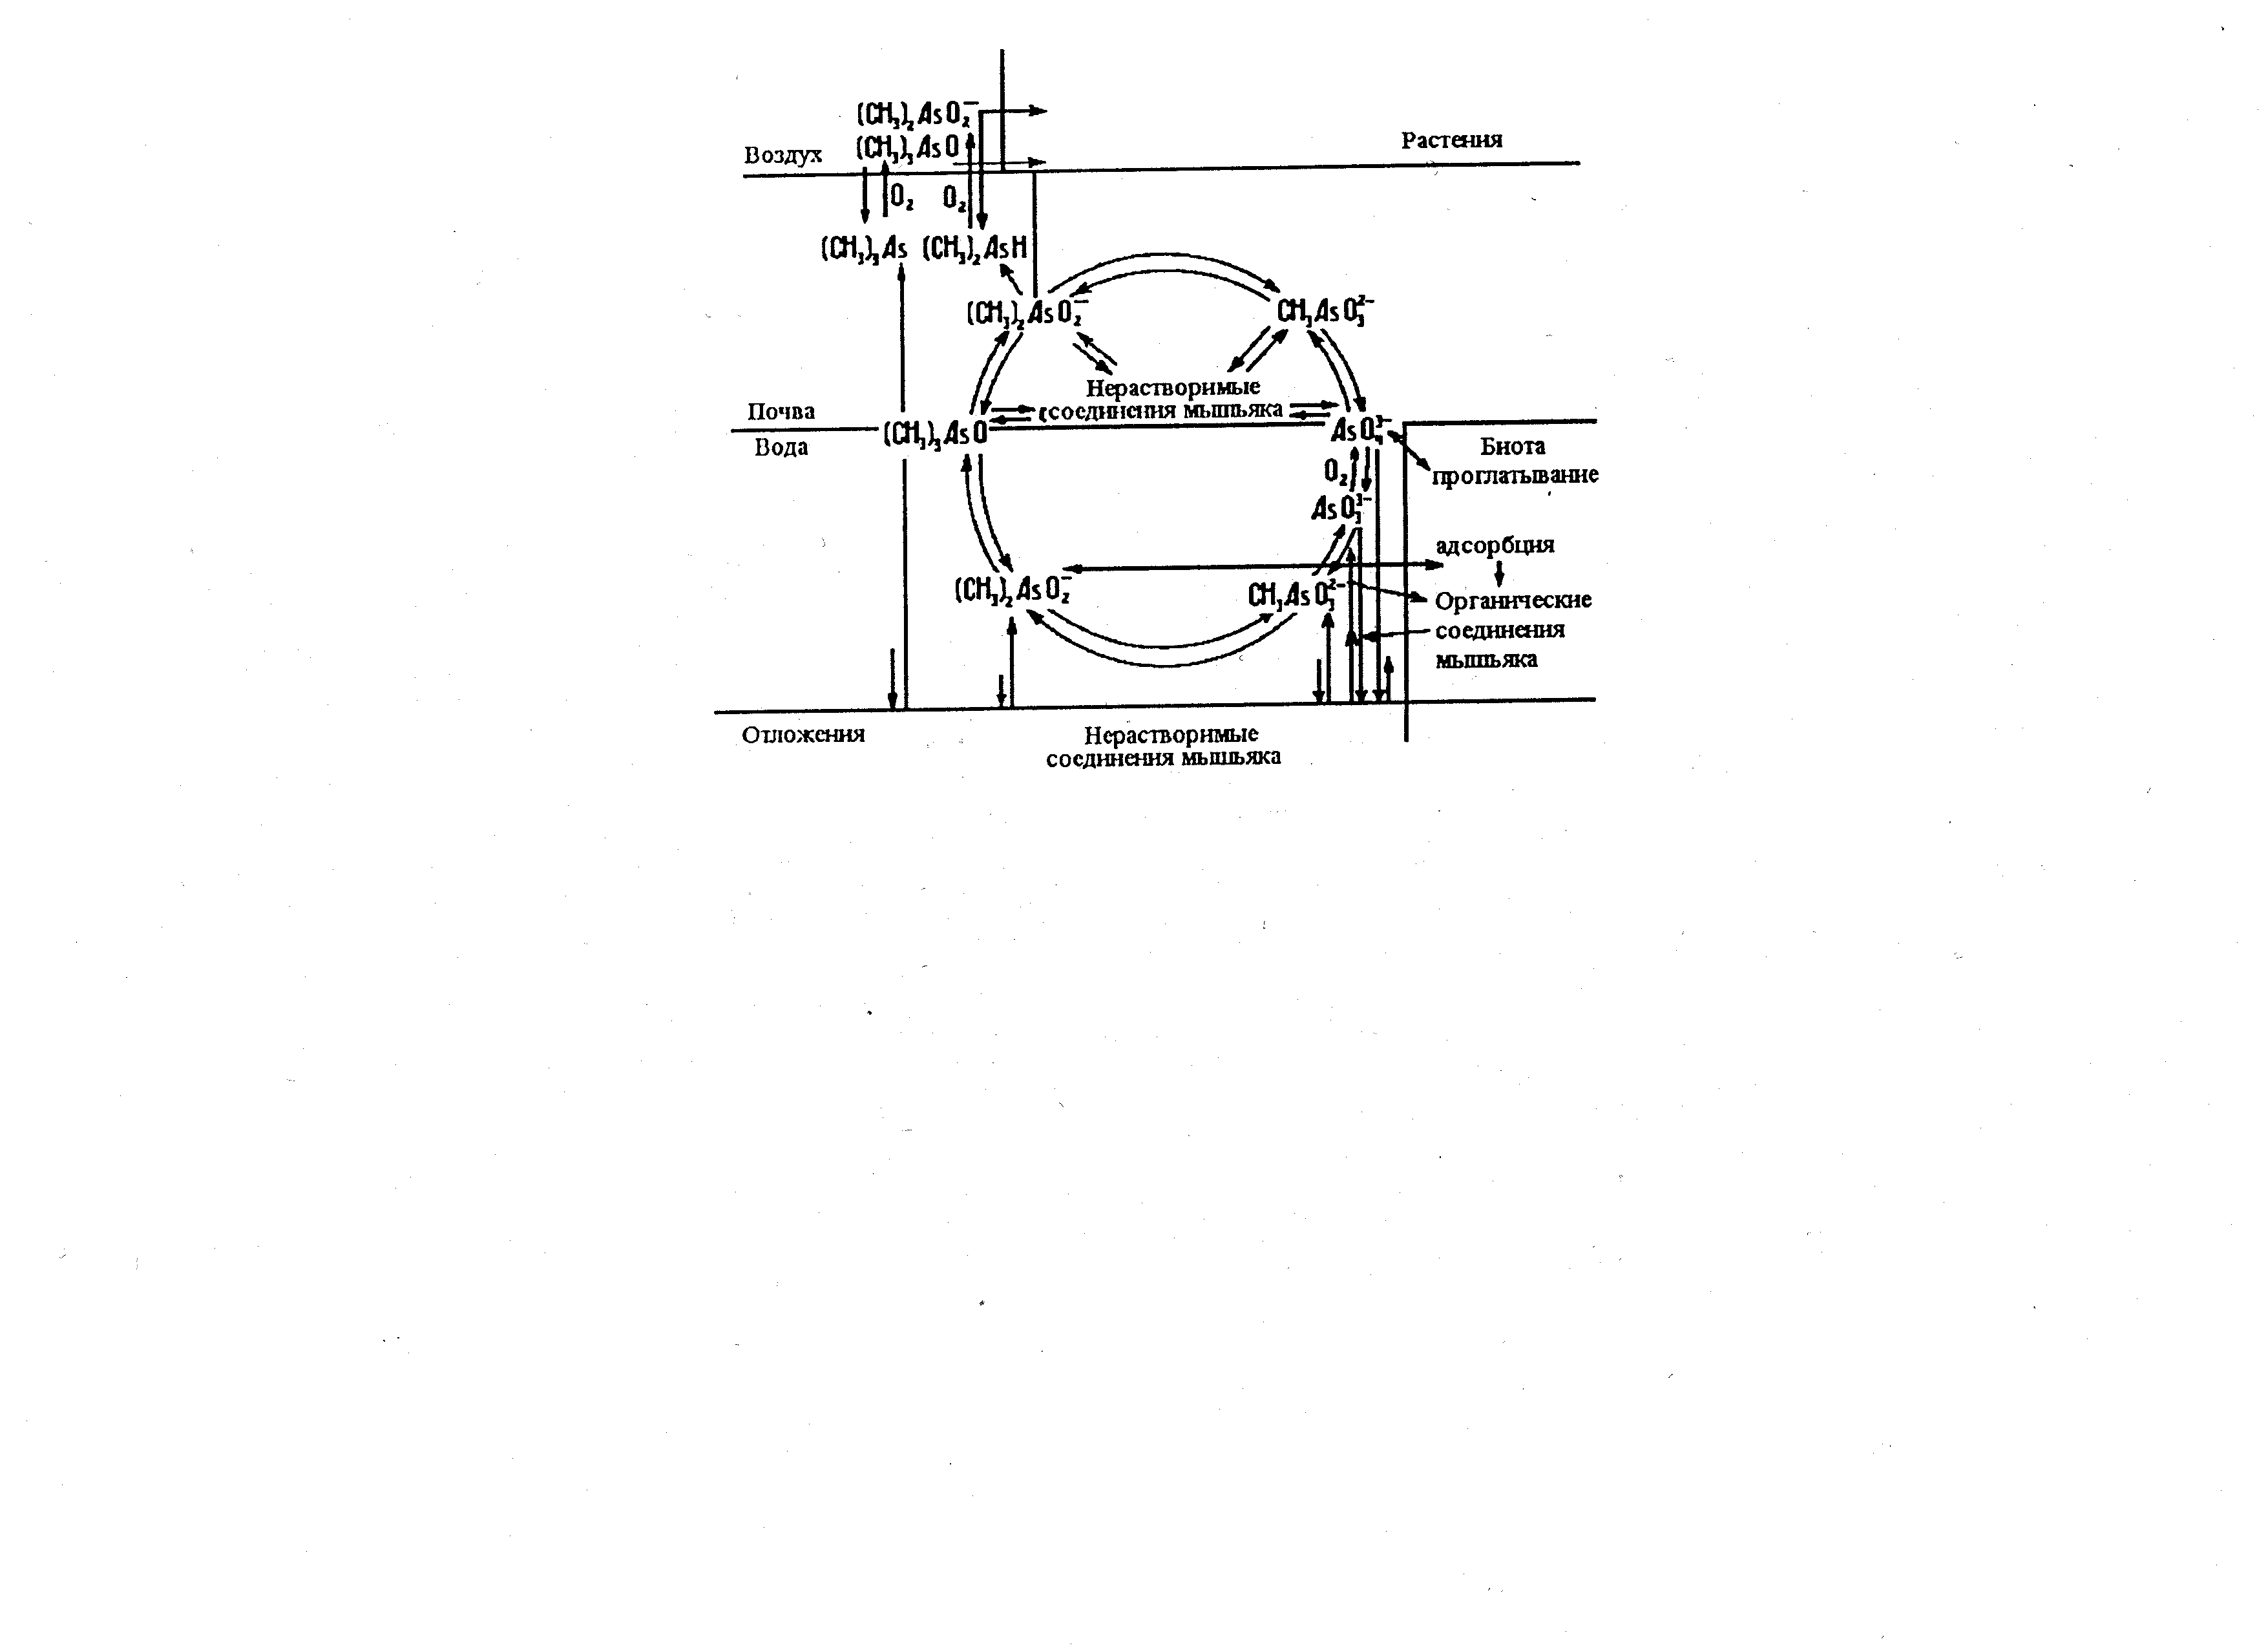 (CH₃)₂AsO₂⁻
(CH₃)₃AsO
Воздух
Растения
O₂
O₂
(CH₃)₃As
(CH₃)₂AsH
(CH₃)₂AsO₂⁻
CH₃AsO₃²⁻
Нерастворимые
соединения мышьяка
Почва
Вода
(CH₃)₃AsO
AsO₄³⁻
Биота
проглатывание
O₂
AsO₃³⁻
адсорбция
(CH₃)₂AsO₂⁻
CH₃AsO₃²⁻
Органические
соединения
мышьяка
Отложения
Нерастворимые
соединения мышьяка